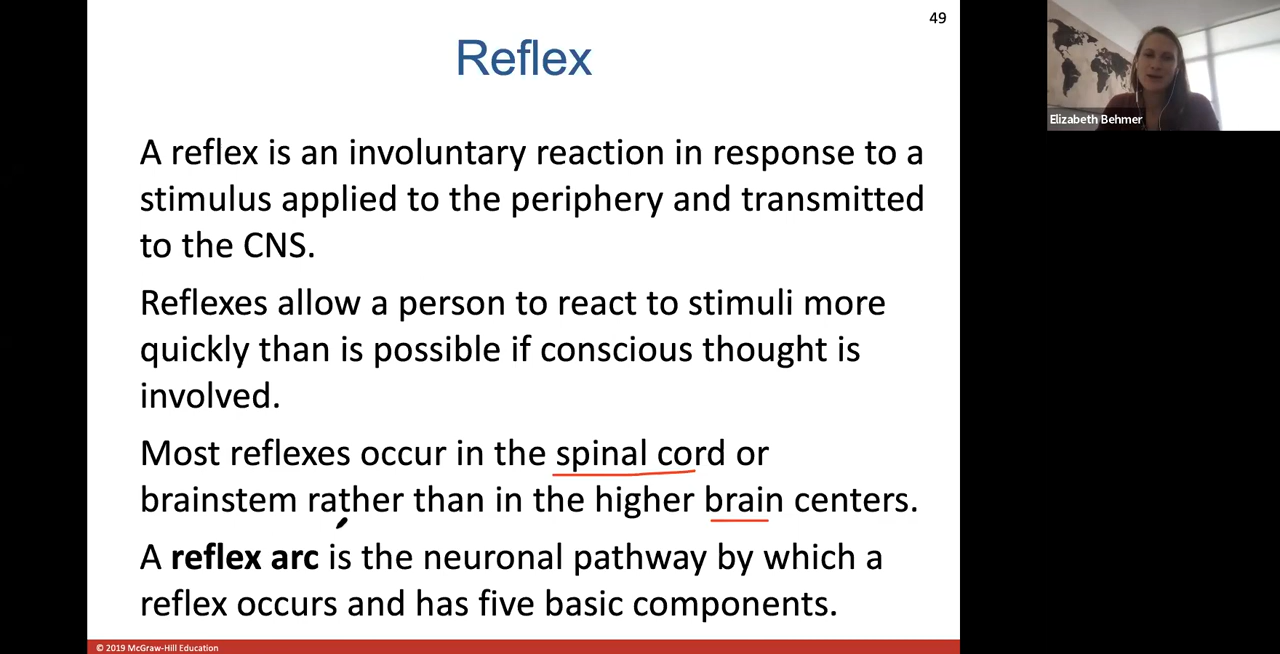 49
Reflex
Elizabeth Behmer
A reflex is an involuntary reaction in response to a
stimulus applied to the periphery and transmitted
to the CNS.
Reflexes allow a person to react to stimuli more
quickly than is possible if conscious thought is
involved.
Most reflexes occur in the spinal cord or
brainstem rather than in the higher brain centers.
A reflex arc is the neuronal pathway by which a
reflex occurs and has five basic components.
© 2019 McGraw-Hill Education